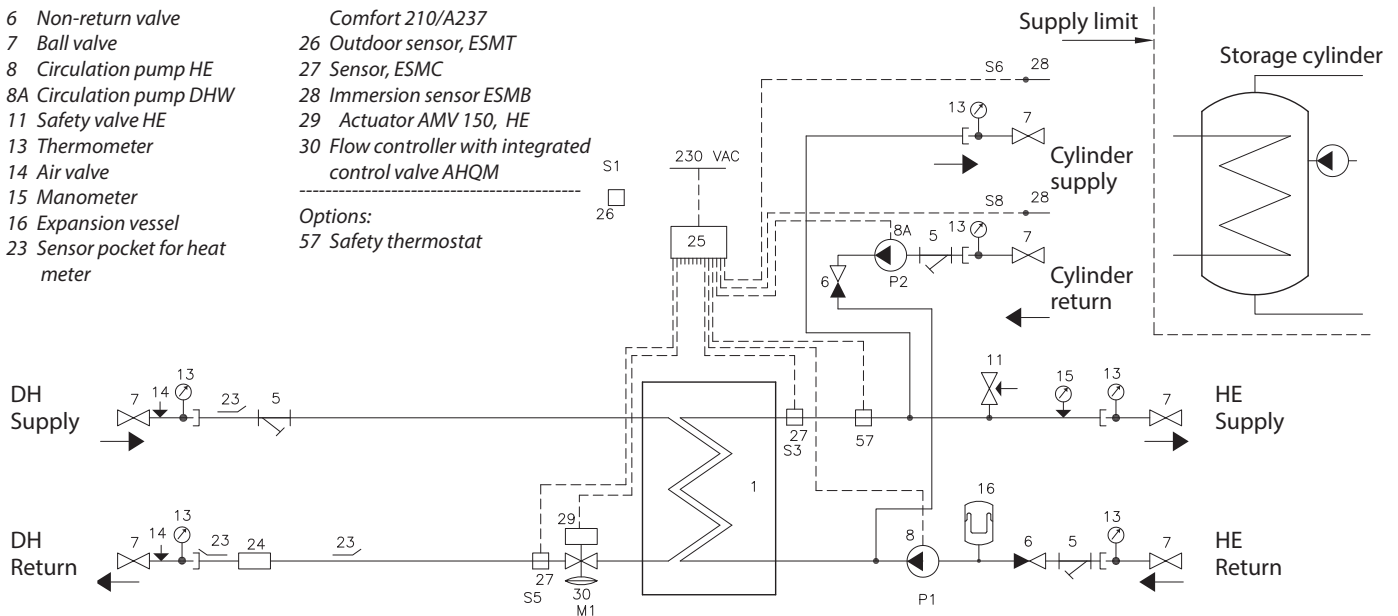 6 Non-return valve
7 Ball valve
8 Circulation pump HE
8A Circulation pump DHW
11 Safety valve HE
13 Thermometer
14 Air valve
15 Manometer
16 Expansion vessel
23 Sensor pocket for heat
meter
Comfort 210/A237
26 Outdoor sensor, ESMT
27 Sensor, ESMC
28 Immersion sensor ESMB
29 Actuator AMV 150, HE
30 Flow controller with integrated
control valve AHQM
------------------------------------------
Options:
57 Safety thermostat
S1
26
230 VAC
25
Supply limit
Storage cylinder
S6 28
13
7
Cylinder
supply
S8 28
8A 5 13
7
P2
6
Cylinder
return
DH
Supply
7 14 13 23 5
1
27
S3
57
11
15
13
7
HE
Supply
DH
Return
7 14 13 23 24 23
27
S5
29
30
M1
8
P1
16
6 5 13 7
HE
Return